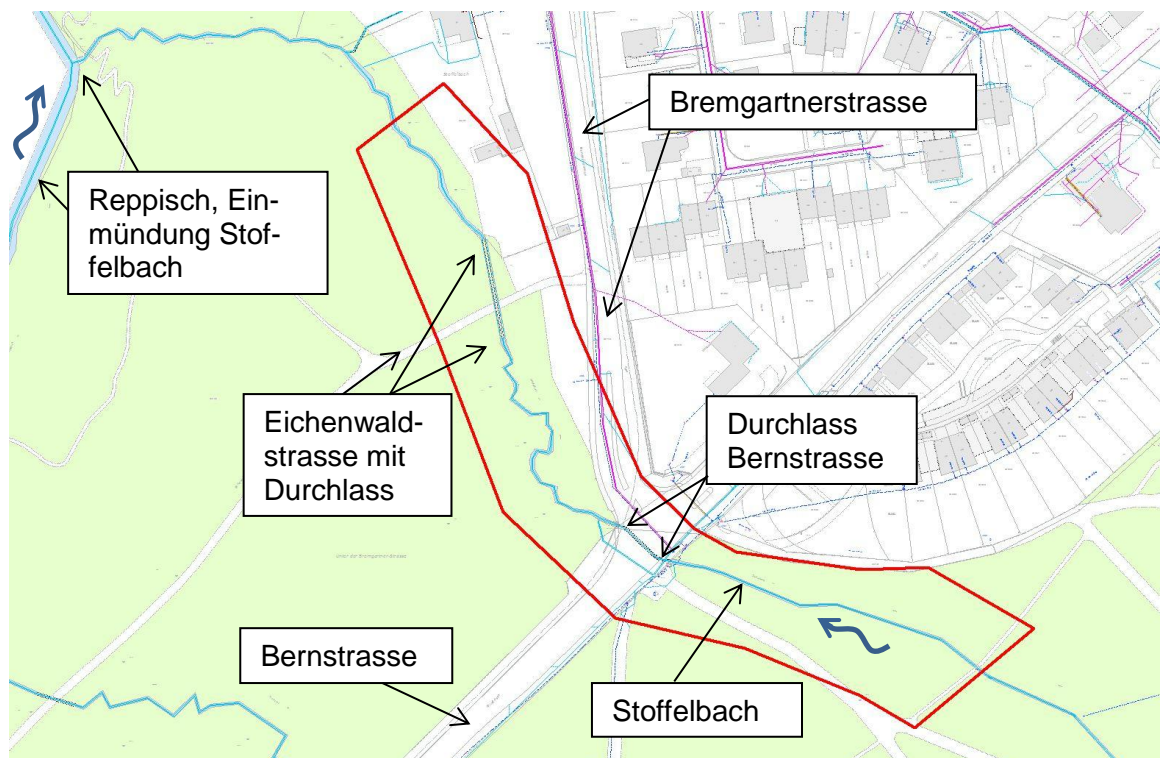 Bremgartnerstrasse
Reppisch, Ein-
mündung Stof-
felbach
Eichenwald-
strasse mit
Durchlass
Durchlass
Bernstrasse
Bernstrasse
Stoffelbach